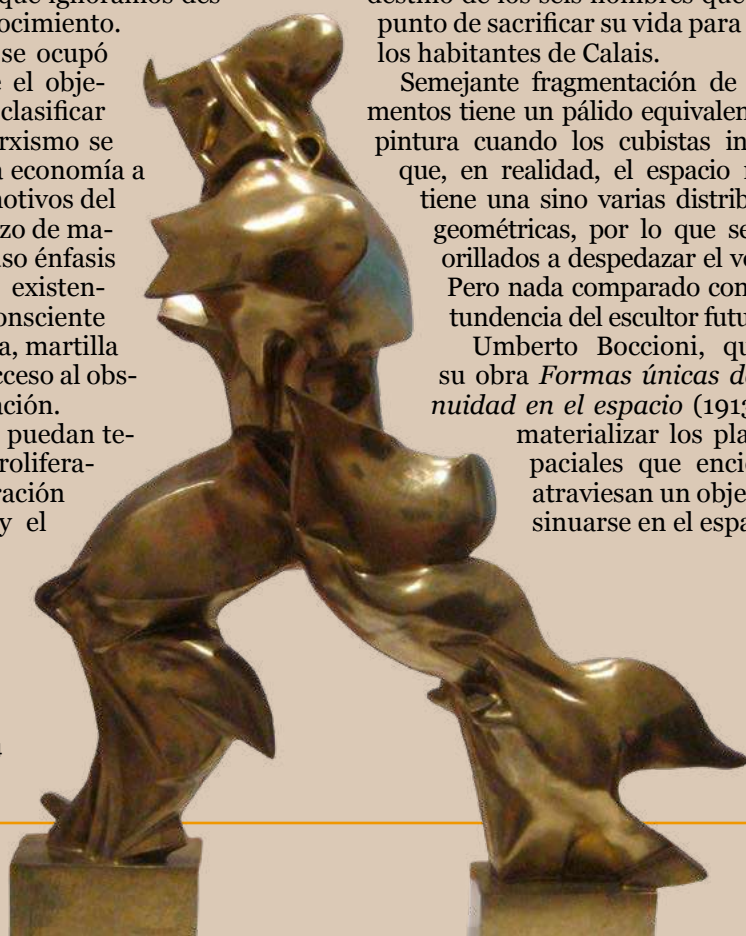 que ignoramos des
ocimiento.
se ocupó
e el obje-
clasificar
rxismo se
a economía a
notivos del
zo de ma-
so énfasis
existen-
onsciente
a, martilla
cceso al obs-
ción.
puedan te-
rolifera-
ración
y el
destino de los seis hombres que
punto de sacrificar su vida para
los habitantes de Calais.
Semejante fragmentación de
mentos tiene un pálido equivalen
pintura cuando los cubistas in
que, en realidad, el espacio
tiene una sino varias distrib
geométricas, por lo que se
orillados a despedazar el v
Pero nada comparado con
tundencia del escultor futu
Umberto Boccioni, qu
su obra Formas únicas d
nuidad en el espacio (1913
materializar los pla
paciales que enci
atraviesan un obje
sinuarse en el espa